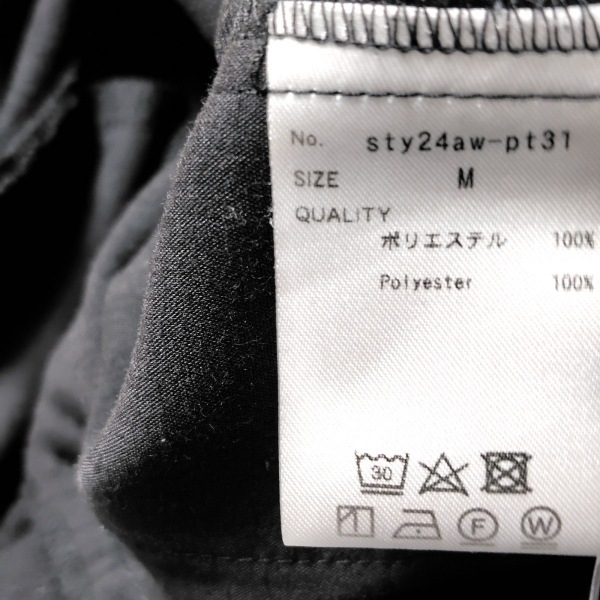 No. sty24aw-pt31
SIZE M
QUALITY
ポリエステル 100%
Polyester 100%
30
F W